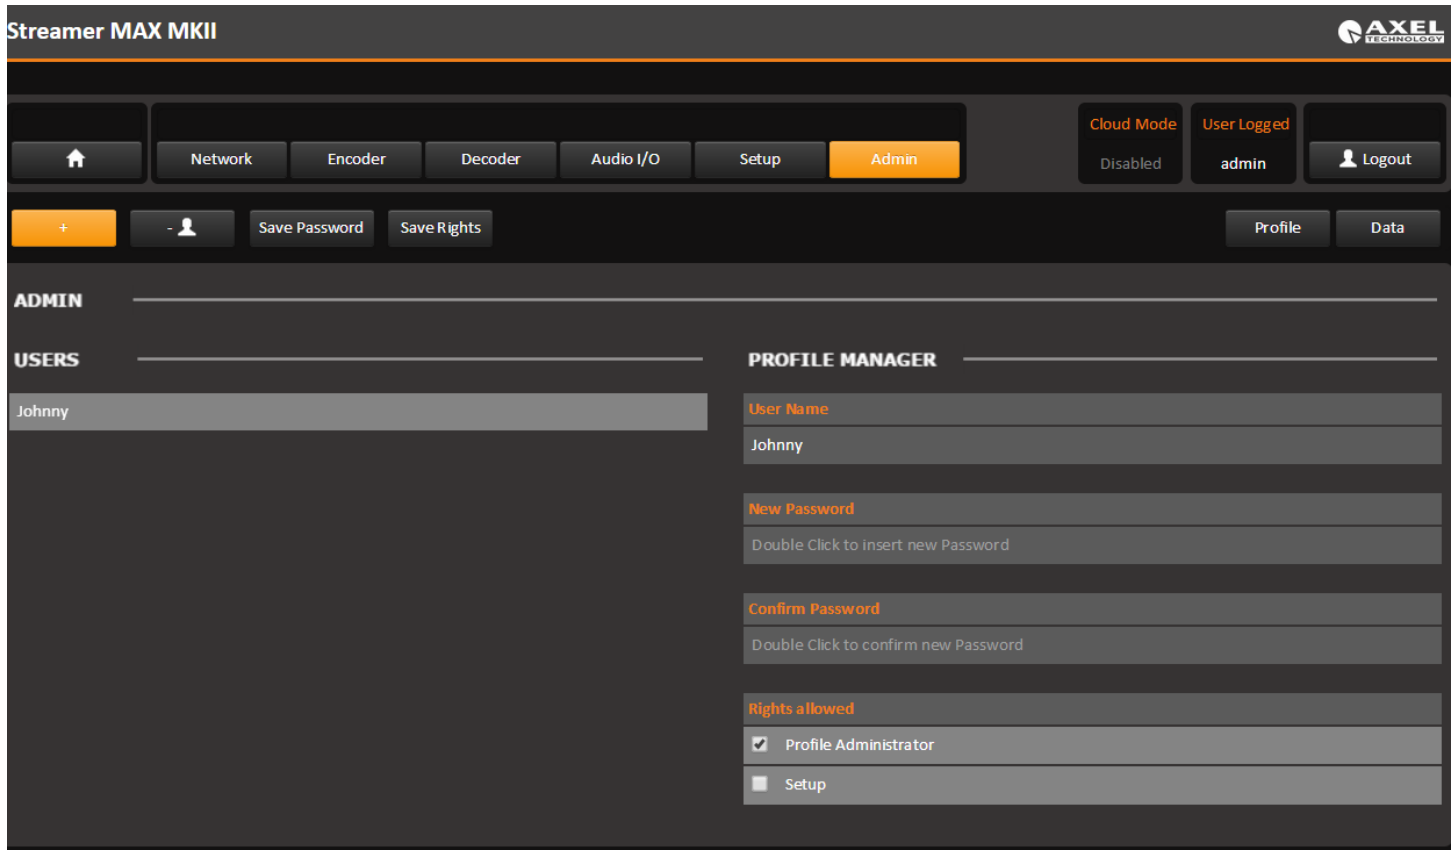 Streamer MAX MKII
AXEL
TECHNOLOGY
Cloud Mode
User Logged
Network
Encoder
Decoder
Audio I/O
Setup
Admin
Disabled
admin
Logout
+
-
Save Password
Save Rights
Profile
Data
ADMIN
USERS
PROFILE MANAGER
Johnny
User Name
Johnny
New Password
Double Click to insert new Password
Confirm Password
Double Click to confirm new Password
Rights allowed
Profile Administrator
Setup